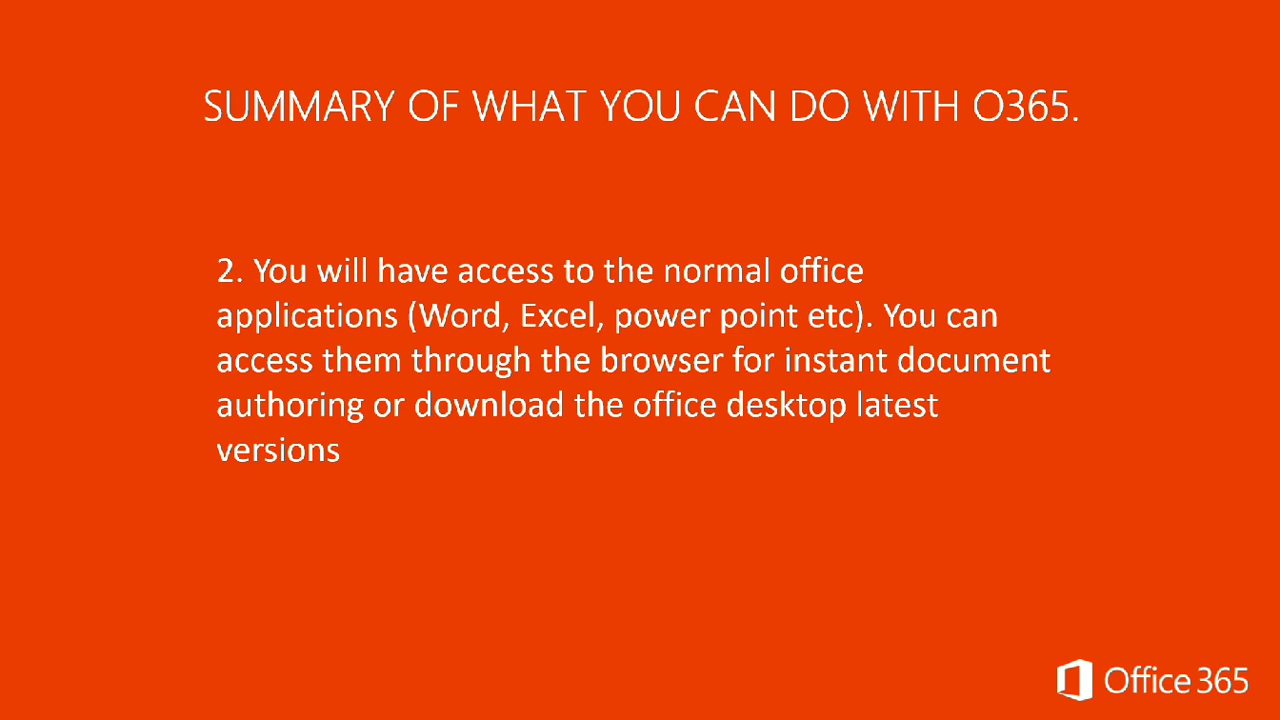 SUMMARY OF WHAT YOU CAN DO WITH O365.
2. You will have access to the normal office
applications (Word, Excel, power point etc). You can
access them through the browser for instant document
authoring or download the office desktop latest
versions
Office 365